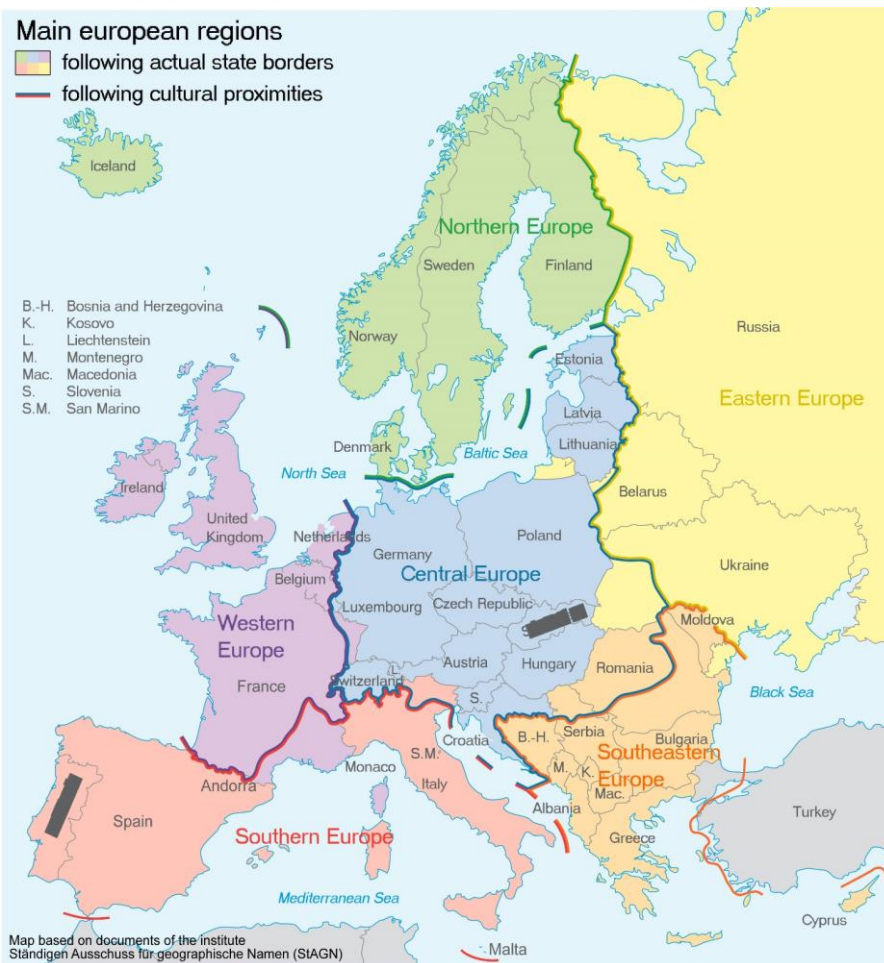 Main european regions
following actual state borders
following cultural proximities
Iceland
Northern Europe
Sweden
Finland
Norway
Russia
B.-H. Bosnia and Herzegovina
K. Kosovo
L. Liechtenstein
M. Montenegro
Mac. Macedonia
S. Slovenia
S.M. San Marino
Estonia
Eastern Europe
Latvia
Denmark
Lithuania
Baltic Sea
North Sea
Ireland
Belarus
United
Kingdom
Netherlands
Germany
Poland
Belgium
Central Europe
Ukraine
Luxembourg
Czech Republic
Western
Europe
Moldova
Austria
Hungary
Romania
L.
Switzerland
France
S.
Black Sea
Croatia
B.-H.
Serbia
Bulgaria
S.M.
Southeastern
Europe
Monaco
Italy
M.
K.
Mac.
Andorra
Albania
Spain
Turkey
Southern Europe
Greece
Mediterranean Sea
Cyprus
Malta
Map based on documents of the institute
Ständigen Ausschuss für geographische Namen (StAGN)